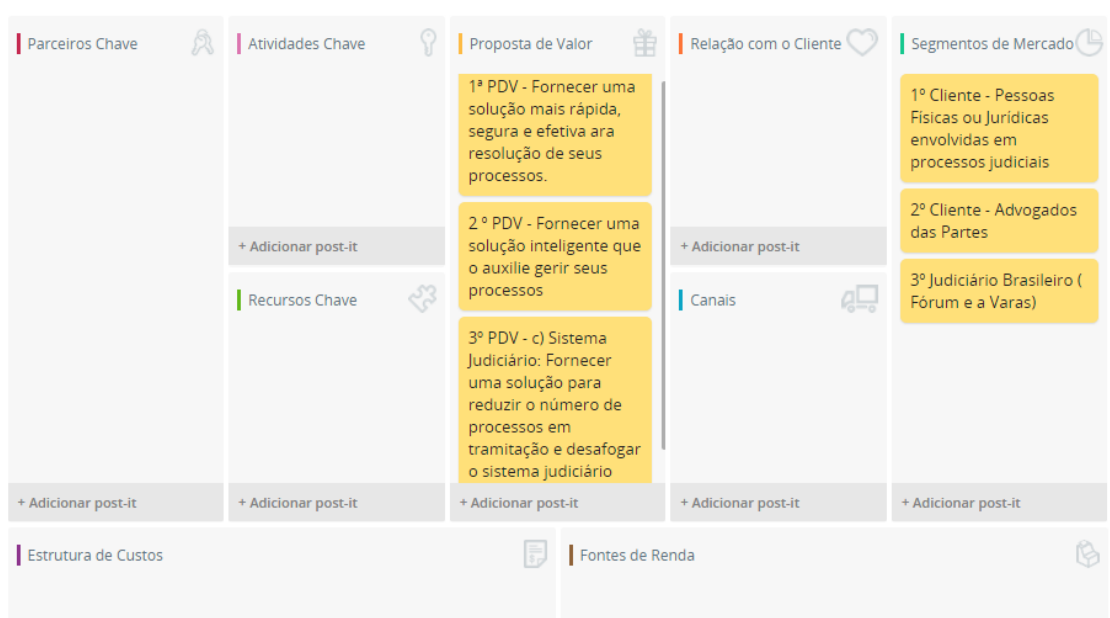 Parceiros Chave
+ Adicionar post-it
Atividades Chave
+ Adicionar post-it
Recursos Chave
+ Adicionar post-it
Proposta de Valor
1ª PDV - Fornecer uma
solução mais rápida,
segura e efetiva ara
resolução de seus
processos.
2 º PDV - Fornecer uma
solução inteligente que
o auxilie gerir seus
processos
3º PDV - c) Sistema
Judiciário: Fornecer
uma solução para
reduzir o número de
processos em
tramitação e desafogar
o sistema judiciário
+ Adicionar post-it
Relação com o Cliente
+ Adicionar post-it
Canais
+ Adicionar post-it
Segmentos de Mercado
1º Cliente - Pessoas
Físicas ou Jurídicas
envolvidas em
processos judiciais
2º Cliente - Advogados
das Partes
3º Judiciário Brasileiro (
Fórum e a Varas)
+ Adicionar post-it
Estrutura de Custos
Fontes de Renda